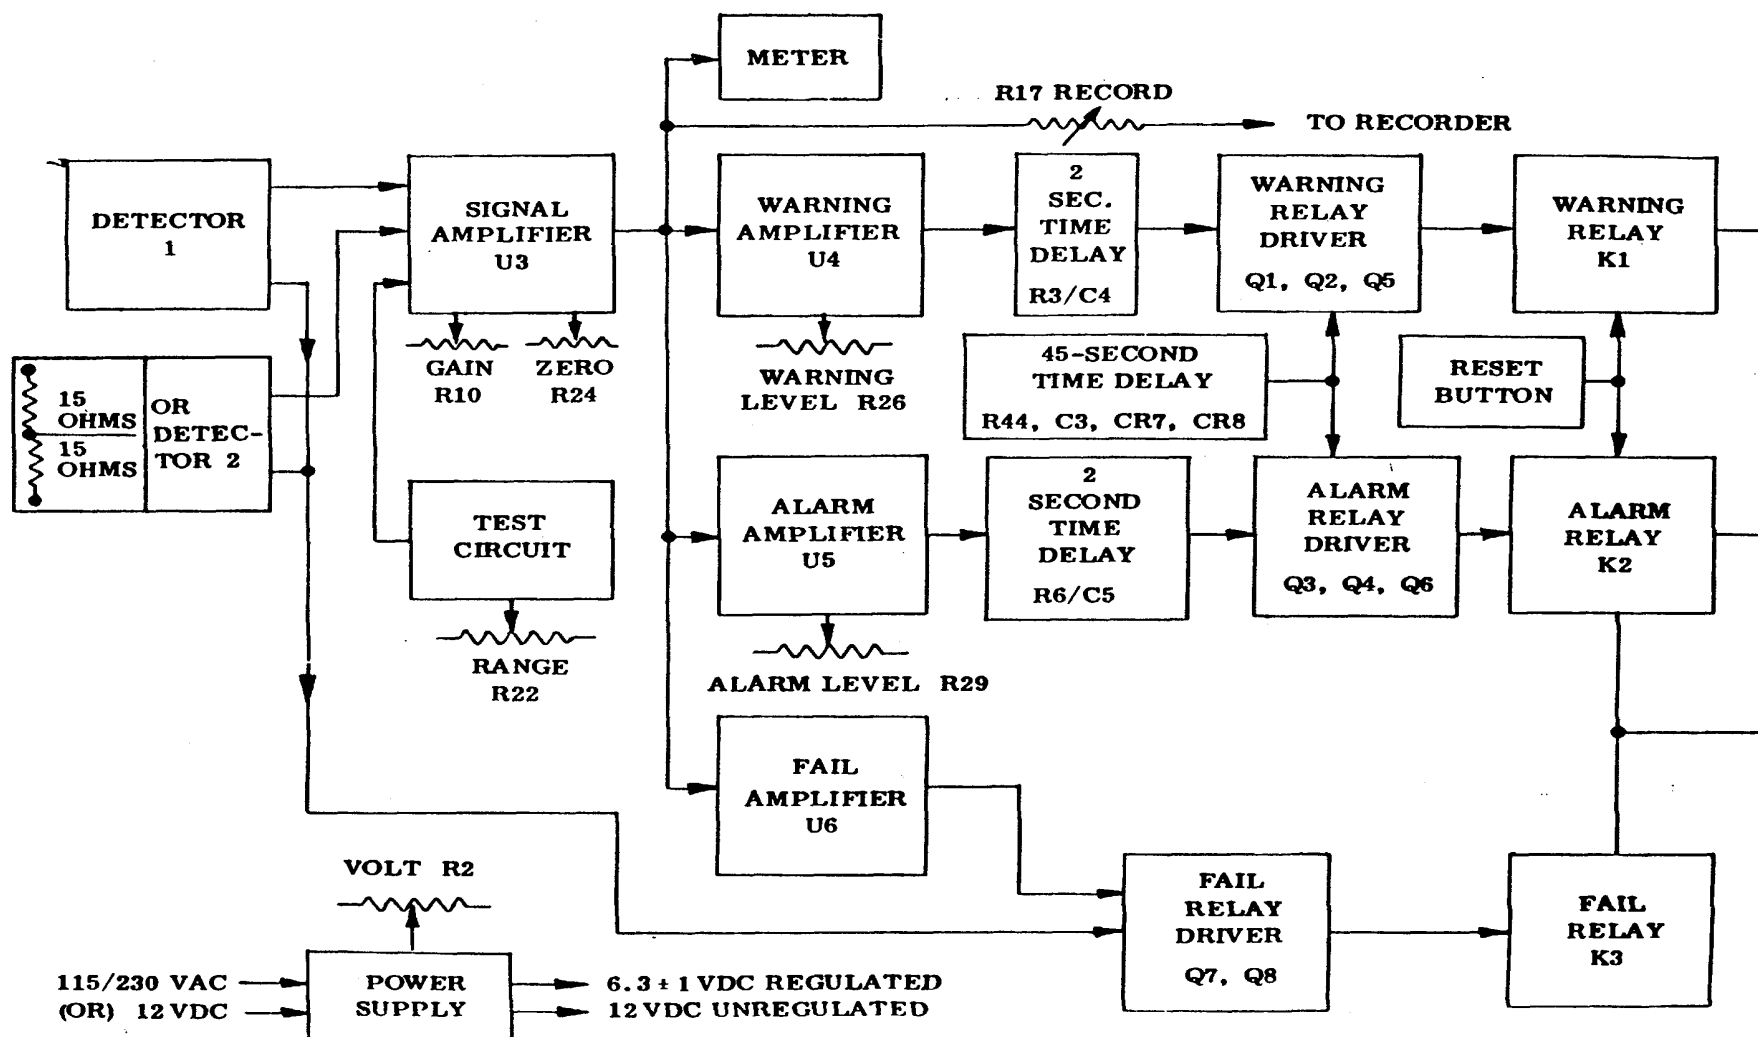 METER
R17 RECORD
TO RECORDER
DETECTOR
1
SIGNAL
AMPLIFIER
U3
WARNING
AMPLIFIER
U4
2
SEC.
TIME
DELAY
R3/C4
WARNING
RELAY
DRIVER
Q1, Q2, Q5
WARNING
RELAY
K1
GAIN
R10
ZERO
R24
WARNING
LEVEL R26
45-SECOND
TIME DELAY
R44, C3, CR7, CR8
RESET
BUTTON
15
OHMS
15
OHMS
OR
DETEC-
TOR 2
TEST
CIRCUIT
RANGE
R22
ALARM
AMPLIFIER
U5
2
SECOND
TIME
DELAY
R6/C5
ALARM
RELAY
DRIVER
Q3, Q4, Q6
ALARM
RELAY
K2
ALARM LEVEL R29
FAIL
AMPLIFIER
U6
FAIL
RELAY
DRIVER
Q7, Q8
FAIL
RELAY
K3
VOLT R2
115/230 VAC
(OR) 12 VDC
POWER
SUPPLY
6.3 ± 1 VDC REGULATED
12 VDC UNREGULATED